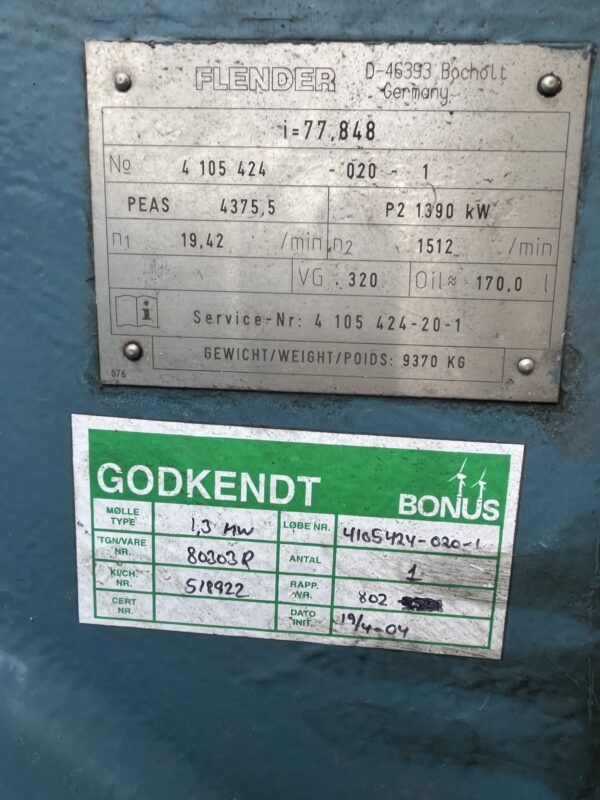 FLENDER D-46393 Bocholt
Germany
i=77,848
No 4 105 424 - 020 - 1
PEAS 4375,5 P2 1390 kW
n1 19,42 /min n2 1512 /min
VG 320 Oil≈ 170,0 l
i Service-Nr: 4 105 424-20-1
GEWICHT/WEIGHT/POIDS: 9370 KG
076
GODKENDT BONUS
MØLLE TYPE 1,3 MW LØBE NR. 4105424-020-1
TGN/VARE NR. 80303R ANTAL 1
KI/CH. NR. 518922 RAPP. NR. 802
CERT NR. DATO INIT. 19/4-04